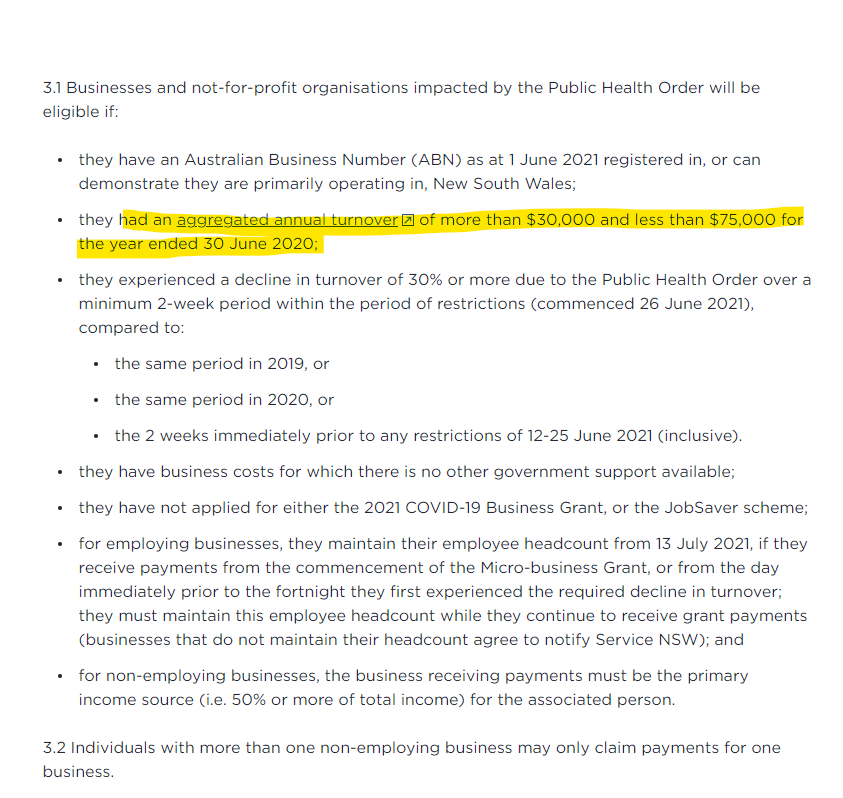 3.1 Businesses and not-for-profit organisations impacted by the Public Health Order will be
eligible if:
• they have an Australian Business Number (ABN) as at 1 June 2021 registered in, or can
demonstrate they are primarily operating in, New South Wales;
• they had an aggregated annual turnover of more than $30,000 and less than $75,000 for
the year ended 30 June 2020;
• they experienced a decline in turnover of 30% or more due to the Public Health Order over a
minimum 2-week period within the period of restrictions (commenced 26 June 2021),
compared to:
• the same period in 2019, or
• the same period in 2020, or
• the 2 weeks immediately prior to any restrictions of 12-25 June 2021 (inclusive).
• they have business costs for which there is no other government support available;
• they have not applied for either the 2021 COVID-19 Business Grant, or the JobSaver scheme;
• for employing businesses, they maintain their employee headcount from 13 July 2021, if they
receive payments from the commencement of the Micro-business Grant, or from the day
immediately prior to the fortnight they first experienced the required decline in turnover;
they must maintain this employee headcount while they continue to receive grant payments
(businesses that do not maintain their headcount agree to notify Service NSW); and
• for non-employing businesses, the business receiving payments must be the primary
income source (i.e. 50% or more of total income) for the associated person.
3.2 Individuals with more than one non-employing business may only claim payments for one
business.